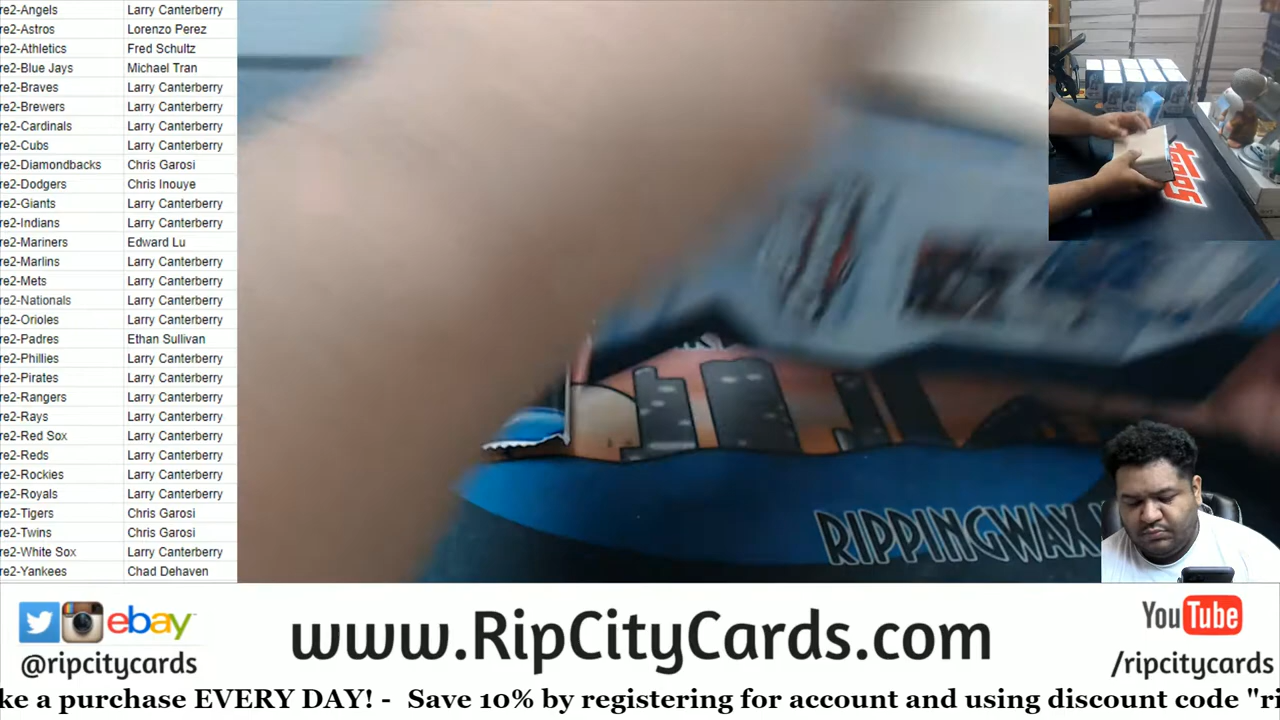 re2-Angels Larry Canterberry
re2-Astros Lorenzo Perez
re2-Athletics Fred Schultz
re2-Blue Jays Michael Tran
re2-Braves Larry Canterberry
re2-Brewers Larry Canterberry
re2-Cardinals Larry Canterberry
re2-Cubs Larry Canterberry
re2-Diamondbacks Chris Garosi
re2-Dodgers Chris Inouye
re2-Giants Larry Canterberry
re2-Indians Larry Canterberry
re2-Mariners Edward Lu
re2-Marlins Larry Canterberry
re2-Mets Larry Canterberry
re2-Nationals Larry Canterberry
re2-Orioles Larry Canterberry
re2-Padres Ethan Sullivan
re2-Phillies Larry Canterberry
re2-Pirates Larry Canterberry
re2-Rangers Larry Canterberry
re2-Rays Larry Canterberry
re2-Red Sox Larry Canterberry
re2-Reds Larry Canterberry
re2-Rockies Larry Canterberry
re2-Royals Larry Canterberry
re2-Tigers Chris Garosi
re2-Twins Chris Garosi
re2-White Sox Larry Canterberry
re2-Yankees Chad Dehaven
topps
RIPPINGWAX
ebay
@ripcitycards
www.RipCityCards.com
YouTube
/ripcitycards
ke a purchase EVERY DAY! - Save 10% by registering for account and using discount code "ri